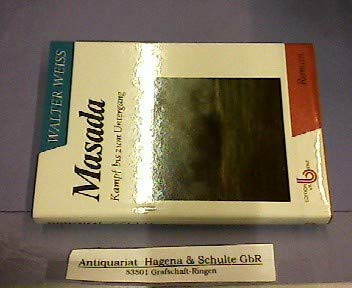 WALTER WEISS
Masada
Kampf bis zum Untergang
Roman
Antiquariat Hagena & Schulte GbR
53501 Grafschaft-Ringen